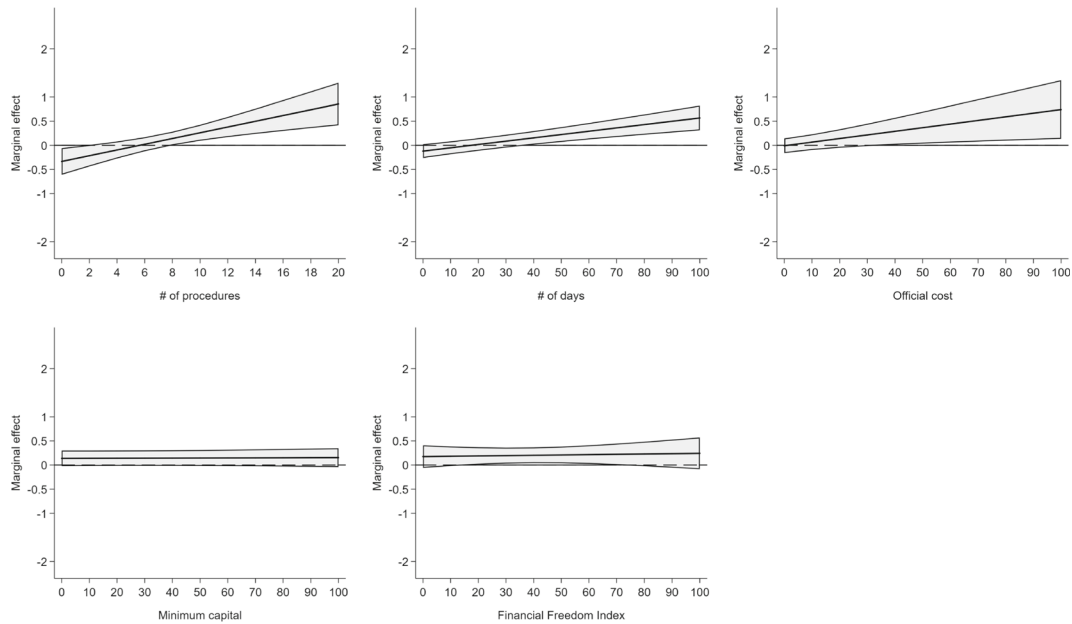 Marginal effect
2
1
0.5
0
-0.5
-1
-2
0 2 4 6 8 10 12 14 16 18 20
# of procedures
Marginal effect
2
1
0.5
0
-0.5
-1
-2
0 10 20 30 40 50 60 70 80 90 100
# of days
Marginal effect
2
1
0.5
0
-0.5
-1
-2
0 10 20 30 40 50 60 70 80 90 100
Official cost
Marginal effect
2
1
0.5
0
-0.5
-1
-2
0 10 20 30 40 50 60 70 80 90 100
Minimum capital
Marginal effect
2
1
0.5
0
-0.5
-1
-2
0 10 20 30 40 50 60 70 80 90 100
Financial Freedom Index